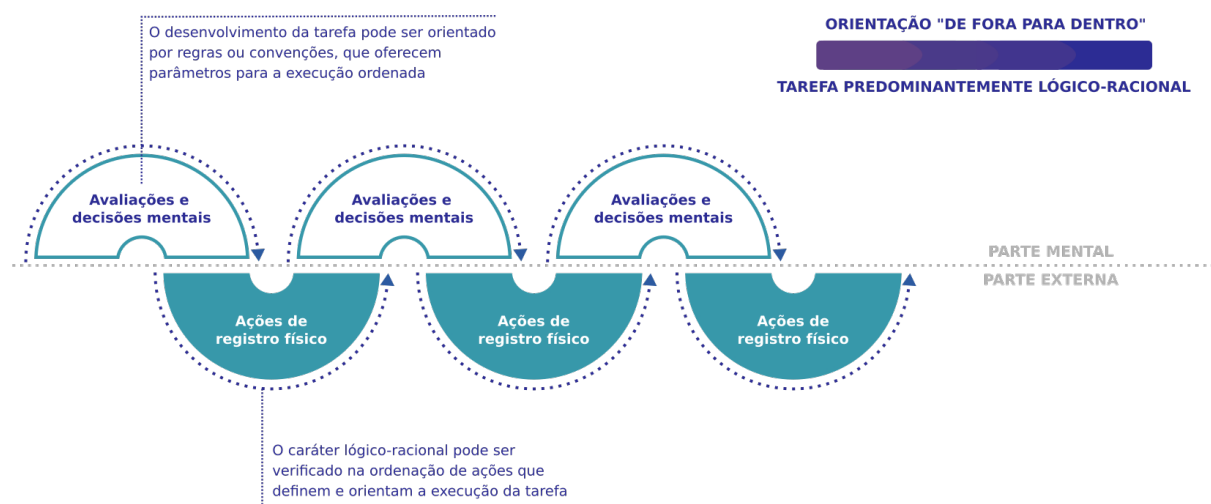 O desenvolvimento da tarefa pode ser orientado
por regras ou convenções, que oferecem
parâmetros para a execução ordenada
ORIENTAÇÃO "DE FORA PARA DENTRO"
TAREFA PREDOMINANTEMENTE LÓGICO-RACIONAL
Avaliações e
decisões mentais
Avaliações e
decisões mentais
Avaliações e
decisões mentais
PARTE MENTAL
PARTE EXTERNA
Ações de
registro físico
Ações de
registro físico
Ações de
registro físico
O caráter lógico-racional pode ser
verificado na ordenação de ações que
definem e orientam a execução da tarefa